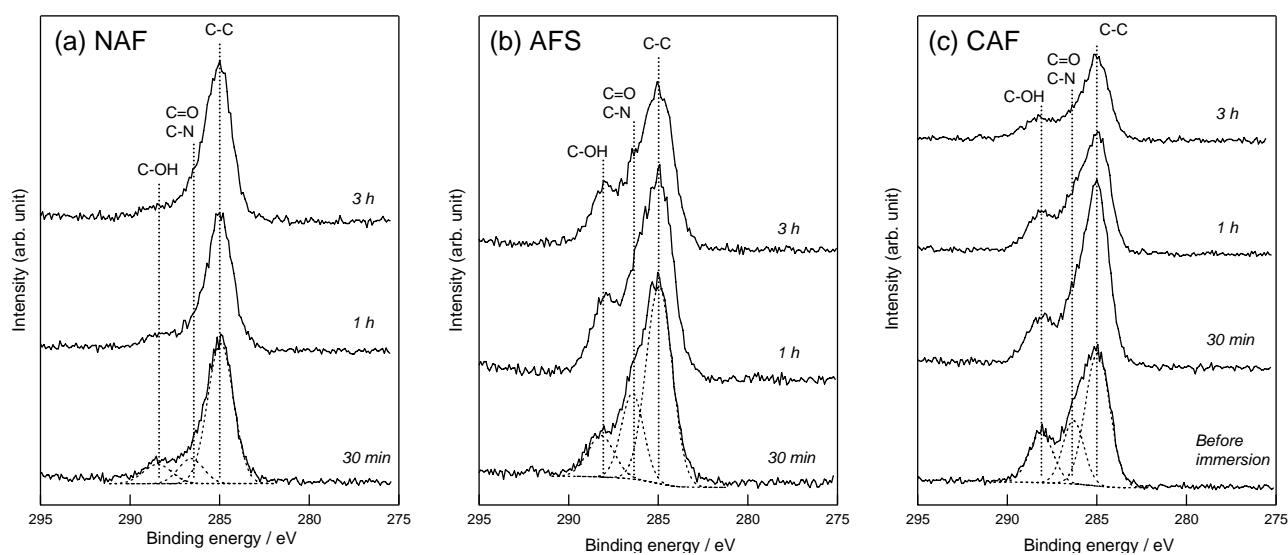 (a) NAF
C-C
C=O
C-N
C-OH
3 h
1 h
30 min
Intensity (arb. unit)
295
290
285
280
275
Binding energy / eV
(b) AFS
C-C
C=O
C-N
C-OH
3 h
1 h
30 min
Intensity (arb. unit)
295
290
285
280
275
Binding energy / eV
(c) CAF
C-C
C=O
C-N
C-OH
3 h
1 h
30 min
Before
immersion
Intensity (arb. unit)
295
290
285
280
275
Binding energy / eV